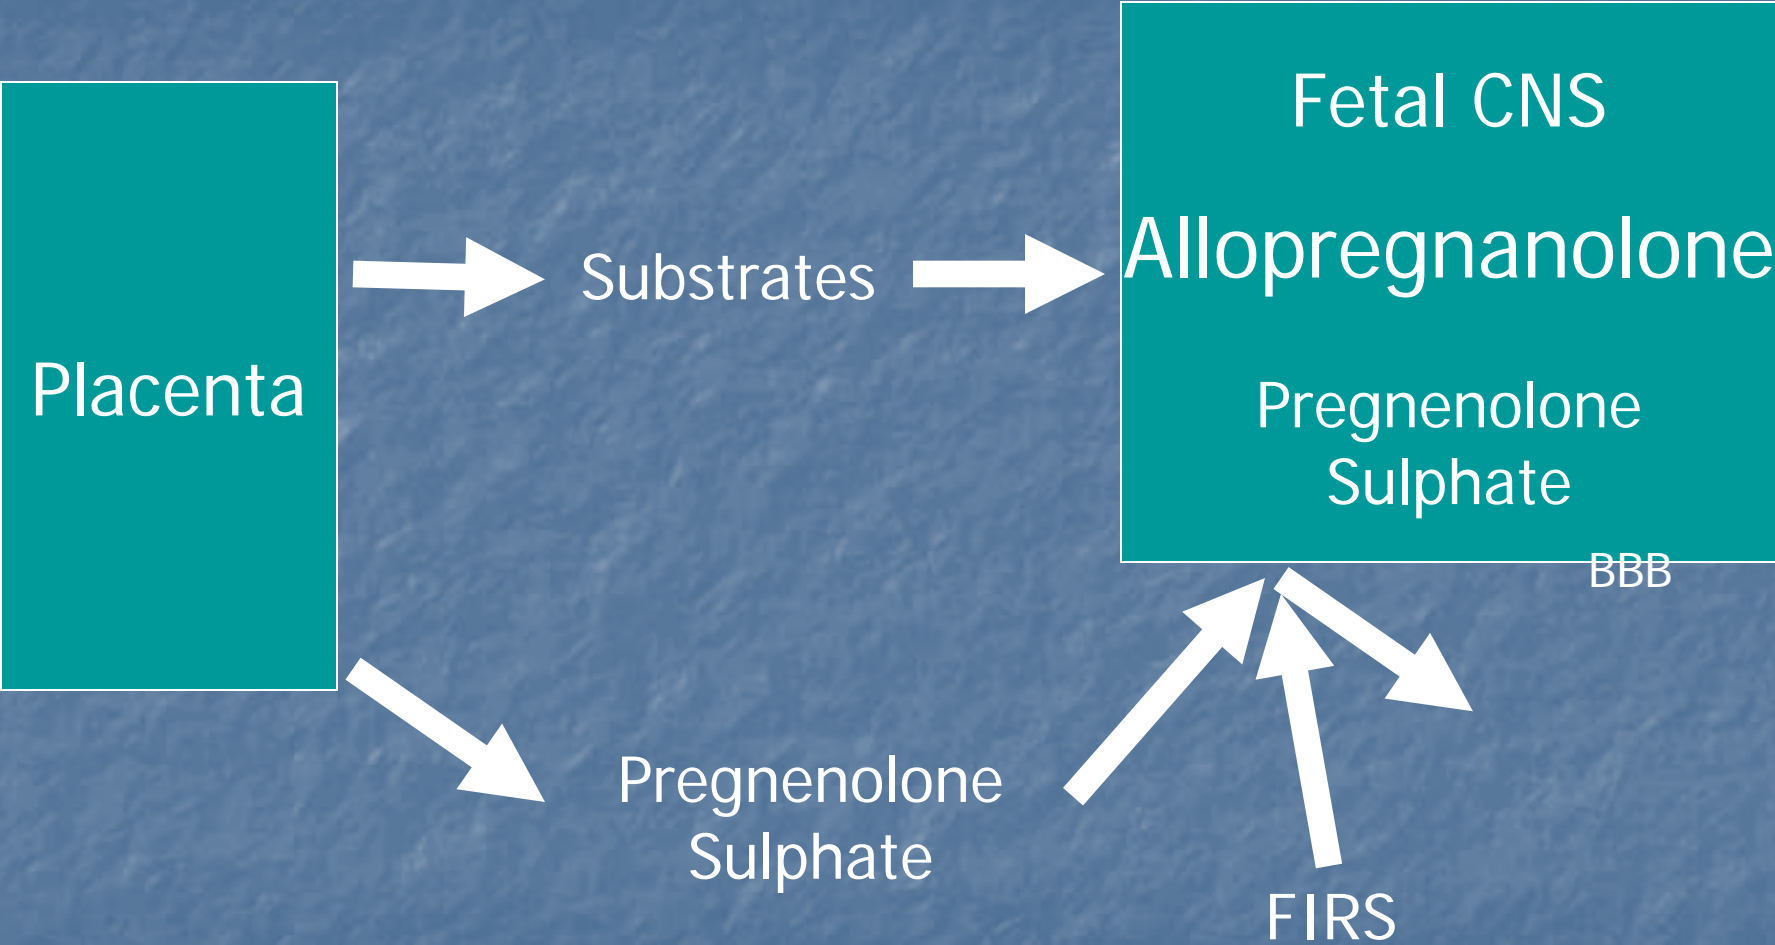 Fetal CNS
Allopregnanolone
Substrates
Placenta
Pregnenolone
Sulphate
BBB
Pregnenolone
Sulphate
FIRS